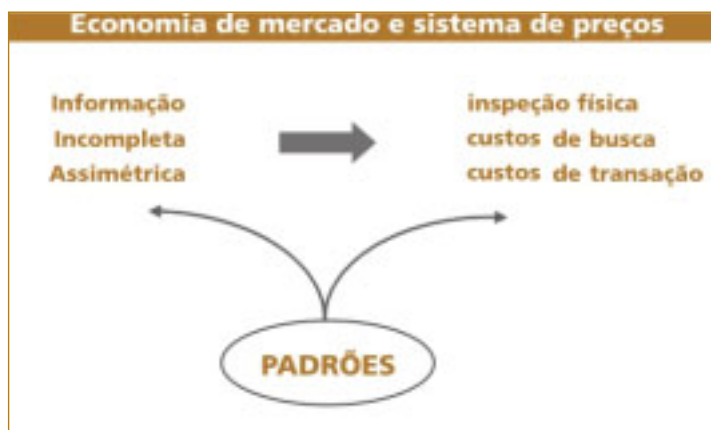 Economia de mercado e sistema de preços
Informação
Incompleta
Assimétrica
inspeção física
custos de busca
custos de transação
PADRÕES